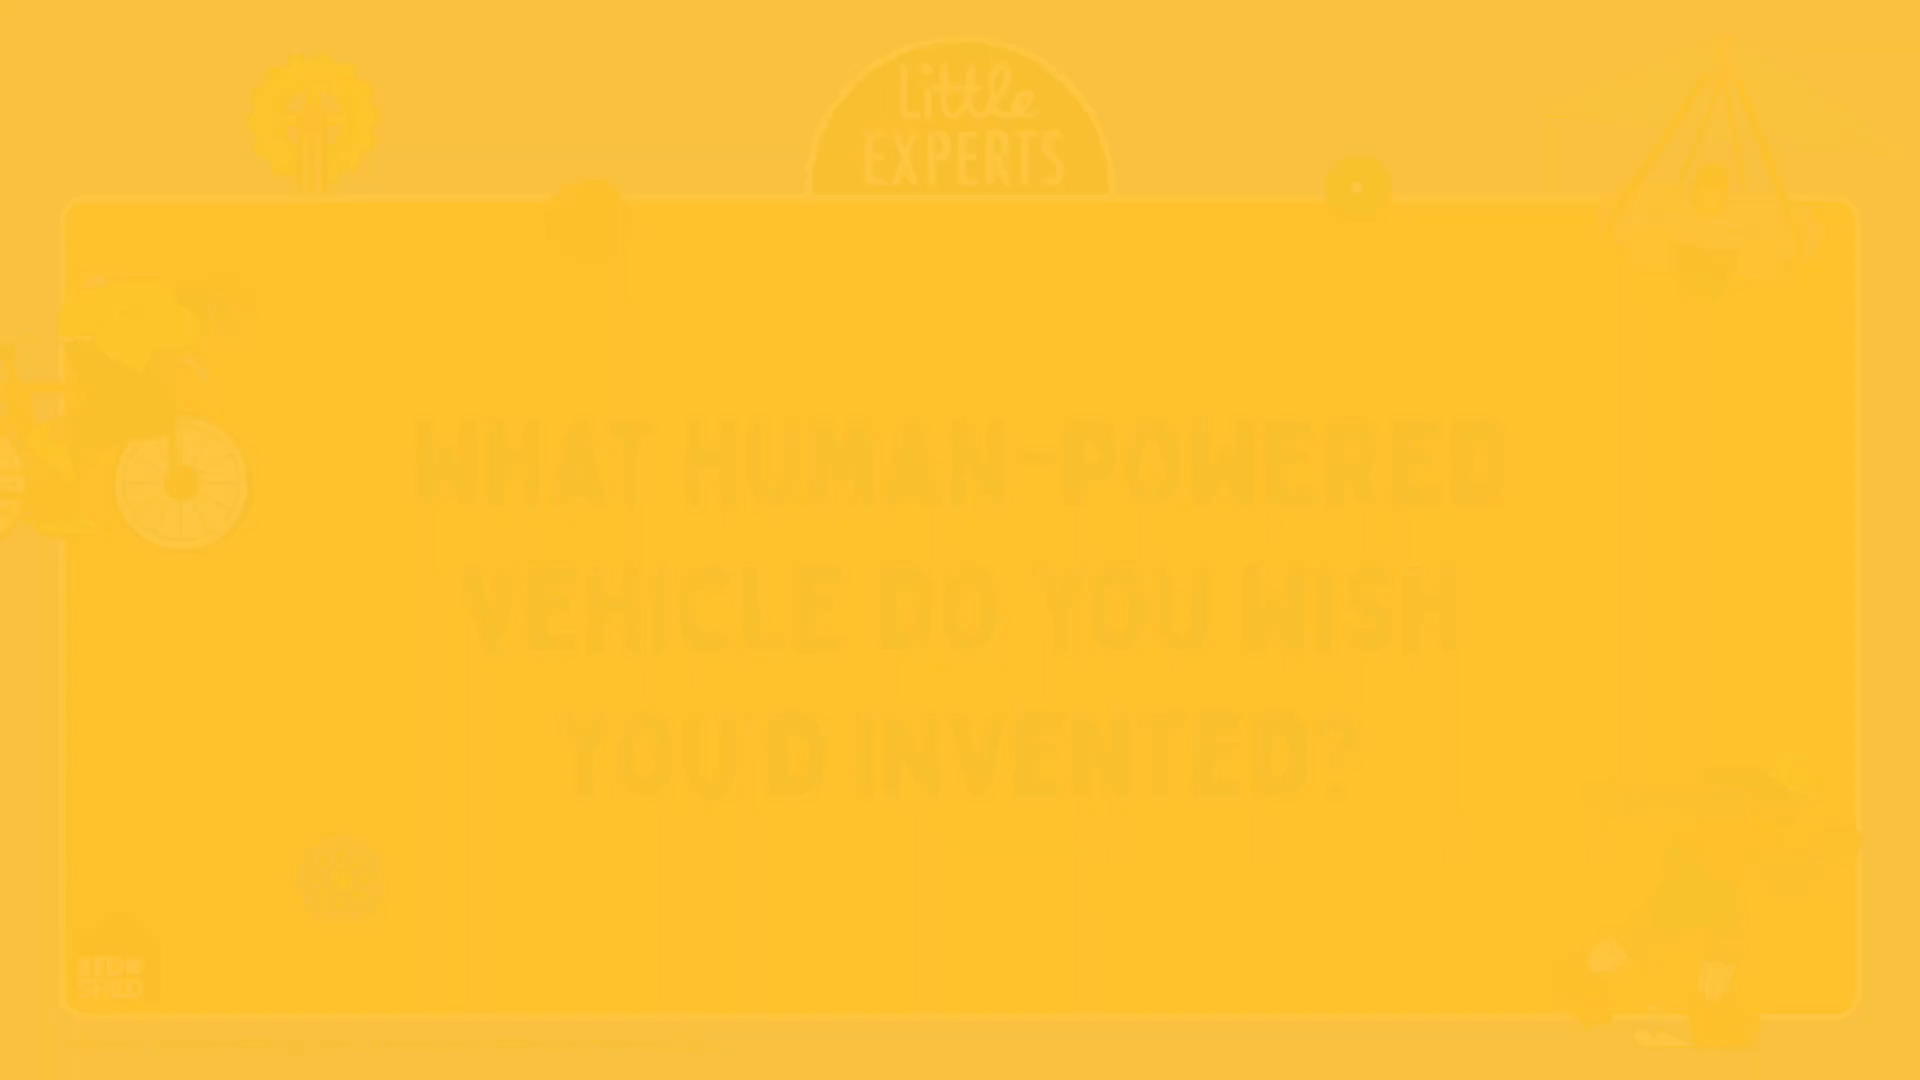 Little
EXPERTS
WHAT HUMAN-POWERED
VEHICLE DO YOU WISH
YOU'D INVENTED?